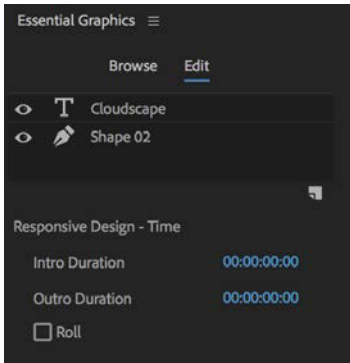 Essential Graphics
Browse Edit
Cloudscape
Shape 02
Responsive Design - Time
Intro Duration 00:00:00:00
Outro Duration 00:00:00:00
Roll